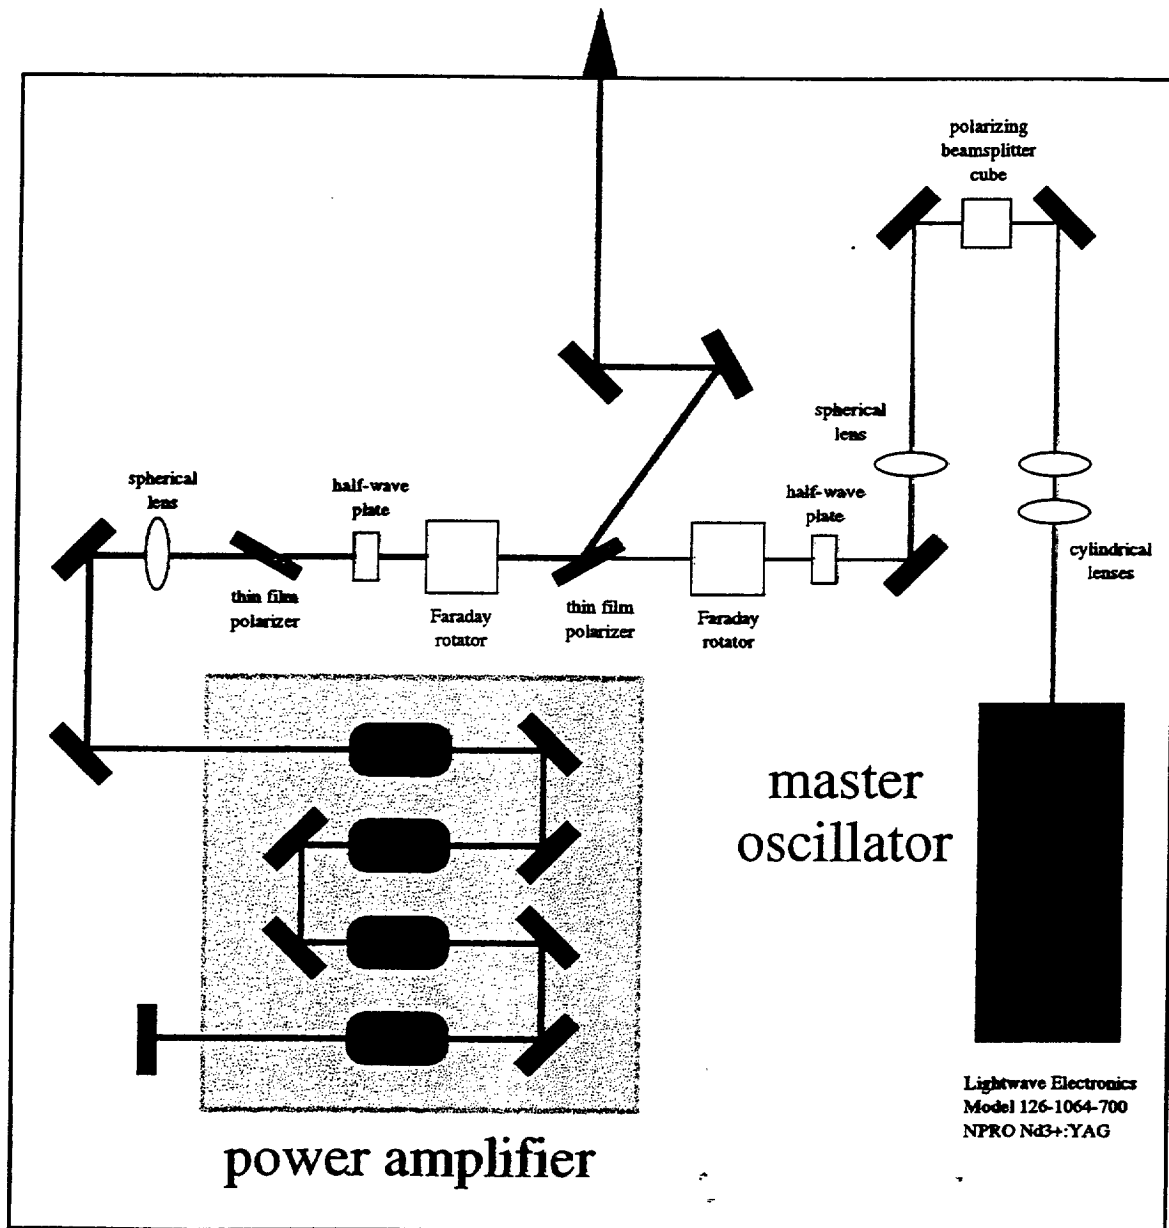 polarizing
beamsplitter
cube
spherical
lens
half-wave
plate
cylindrical
lenses
spherical
lens
half-wave
plate
thin film
polarizer
Faraday
rotator
thin film
polarizer
Faraday
rotator
master
oscillator
Lightwave Electronics
Model 126-1064-700
NPRO Nd3+:YAG
power amplifier